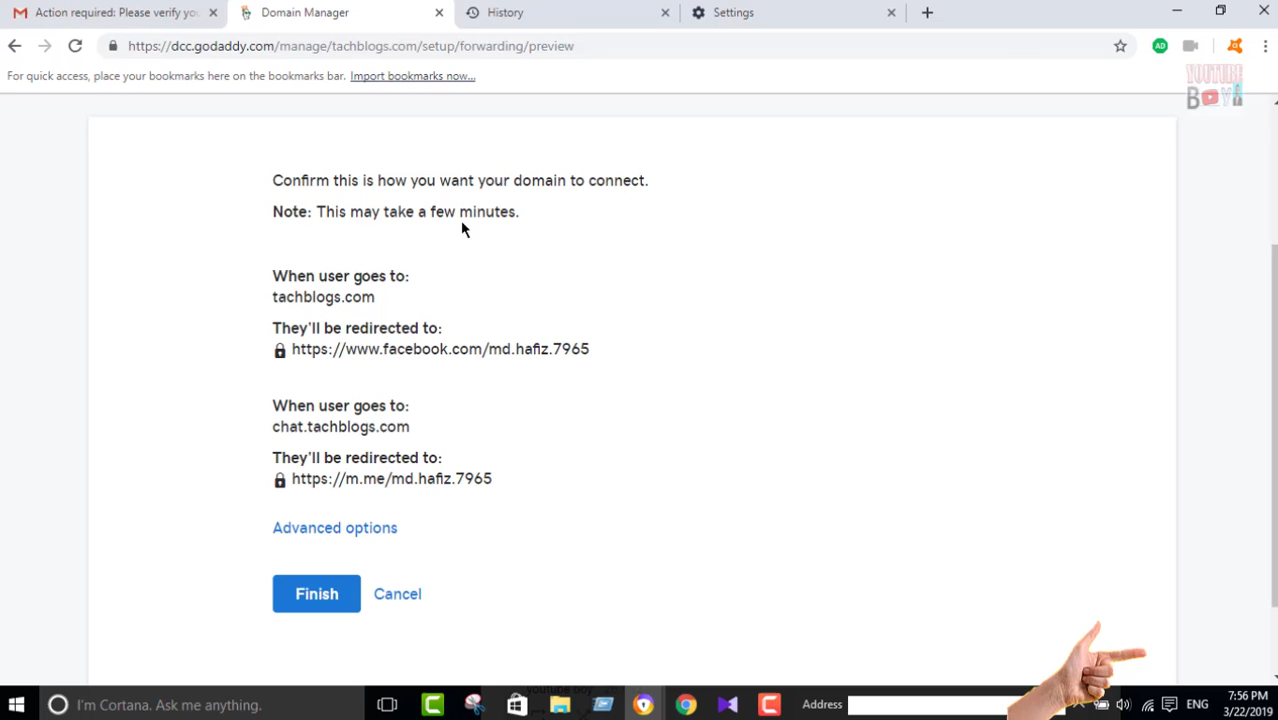 Action required: Please verify you
Domain Manager
History
Settings
https://dcc.godaddy.com/manage/tachblogs.com/setup/forwarding/preview
For quick access, place your bookmarks here on the bookmarks bar. Import bookmarks now...
YOUTUBE
BOY
Confirm this is how you want your domain to connect.
Note: This may take a few minutes.
When user goes to:
tachblogs.com
They'll be redirected to:
https://www.facebook.com/md.hafiz.7965
When user goes to:
chat.tachblogs.com
They'll be redirected to:
https://m.me/md.hafiz.7965
Advanced options
Finish Cancel
I'm Cortana. Ask me anything.
Address
ENG
7:56 PM
3/22/2019